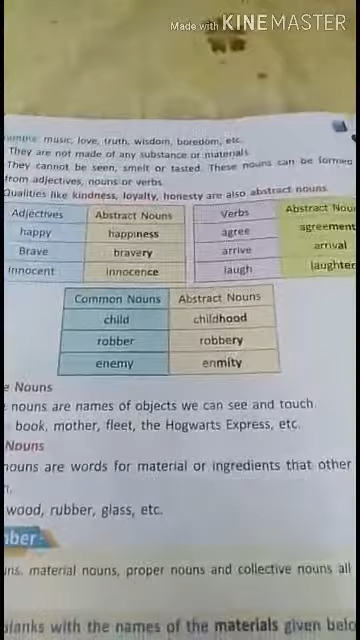 Made with KINEMASTER
music, love, truth, wisdom, boredom, etc.
They are not made of any substance or materials.
They cannot be seen, smelt or tasted. These nouns can be formed
from adjectives, nouns or verbs.
Qualities like kindness, loyalty, honesty are also abstract nouns.
Adjectives Abstract Nouns
happy happiness
Brave bravery
Innocent innocence
Verbs Abstract
agree agreement
arrive arrival
laugh laughter
Common Nouns Abstract Nouns
child childhood
robber robbery
enemy enmity
Nouns
nouns are names of objects we can see and touch.
book, mother, fleet, the Hogwarts Express, etc.
Nouns
nouns are words for material or ingredients that other
wood, rubber, glass, etc.
material nouns, proper nouns and collective nouns all
with the names of the materials given